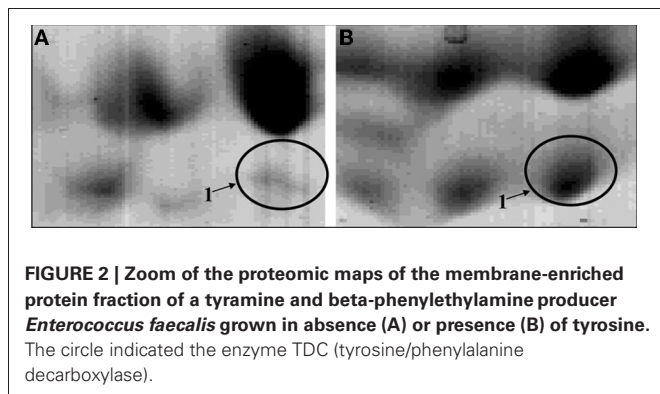 A B
1 1
FIGURE 2 | Zoom of the proteomic maps of the membrane-enriched
protein fraction of a tyramine and beta-phenylethylamine producer
Enterococcus faecalis grown in absence (A) or presence (B) of tyrosine.
The circle indicated the enzyme TDC (tyrosine/phenylalanine
decarboxylase).